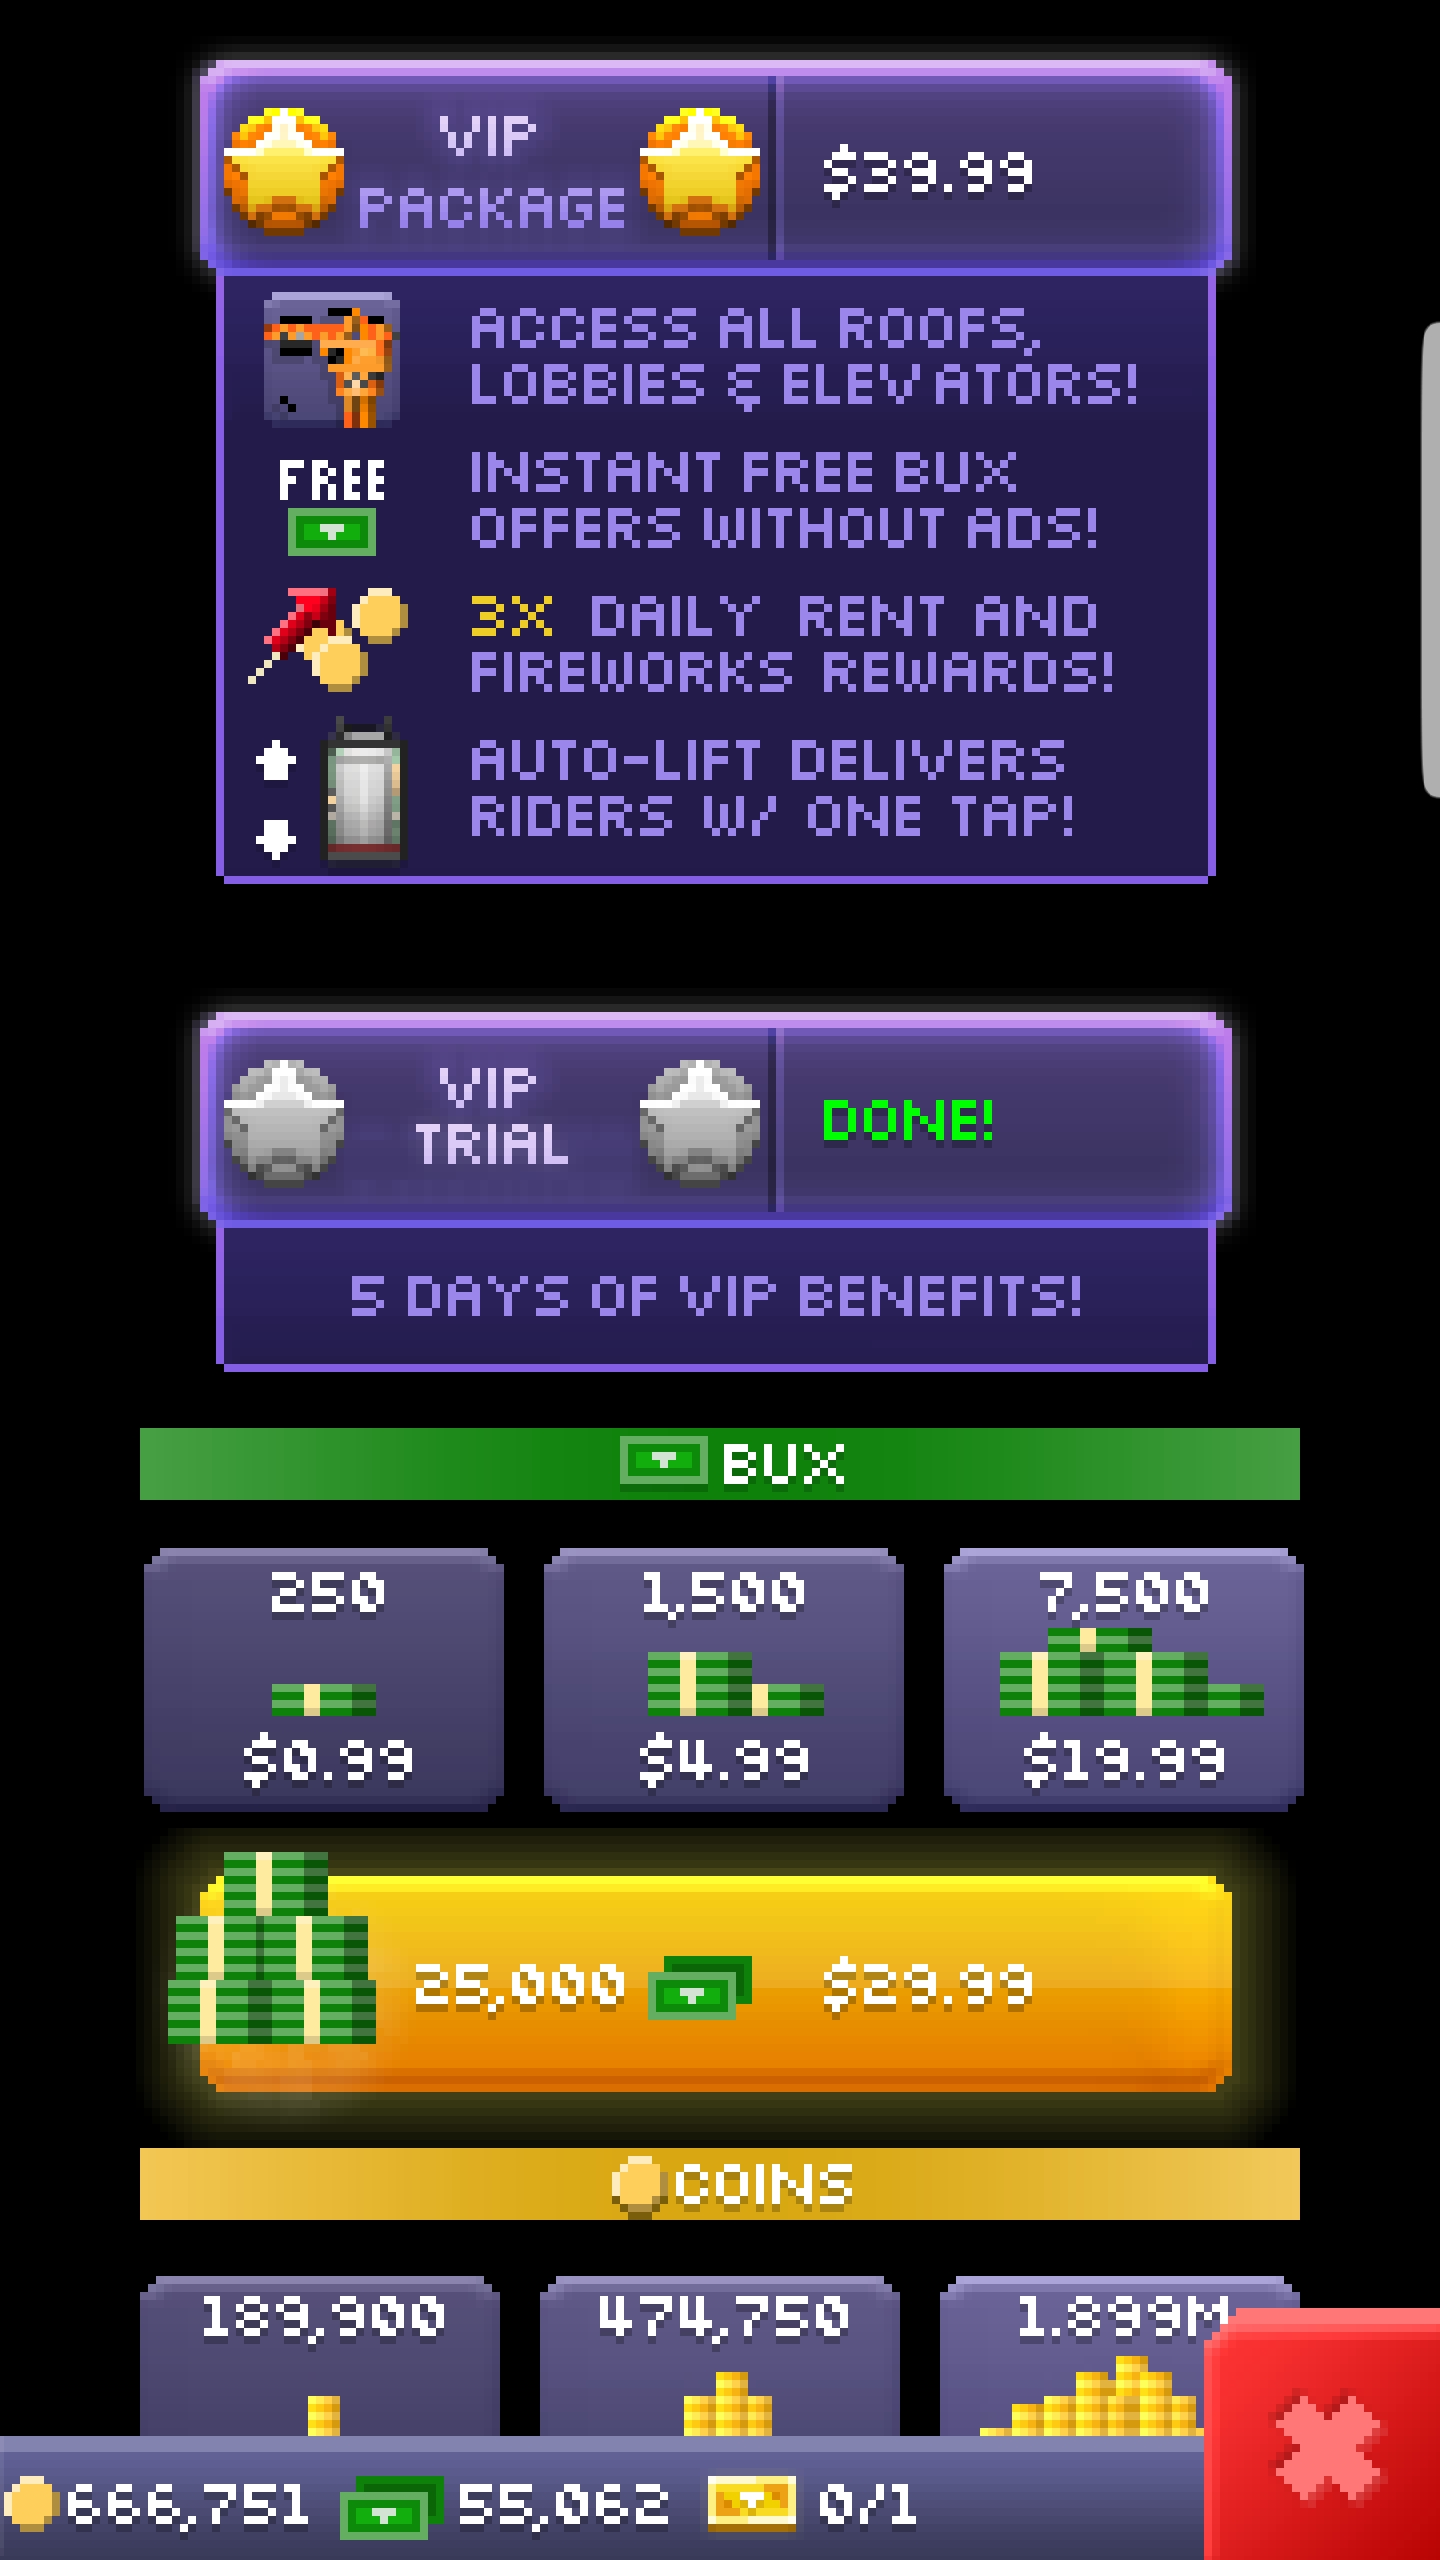 VIP
PACKAGE
$39.99
ACCESS ALL ROOFS,
LOBBIES & ELEVATORS!
FREE
INSTANT FREE BUX
OFFERS WITHOUT ADS!
3X DAILY RENT AND
FIREWORKS REWARDS!
AUTO-LIFT DELIVERS
RIDERS W/ ONE TAP!
VIP
TRIAL
DONE!
5 DAYS OF VIP BENEFITS!
BUX
250
1,500
7,500
$0.99
$4.99
$19.99
25,000
$29.99
COINS
189,900
474,750
1.899M
666,751
55,062
0/1